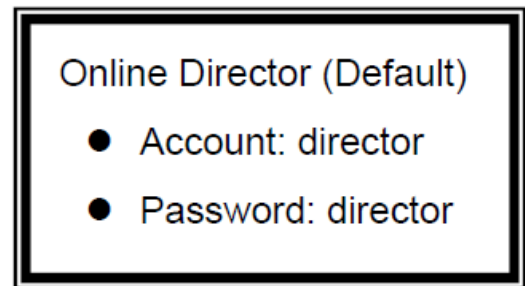 Online Director (Default)
● Account: director
● Password: director